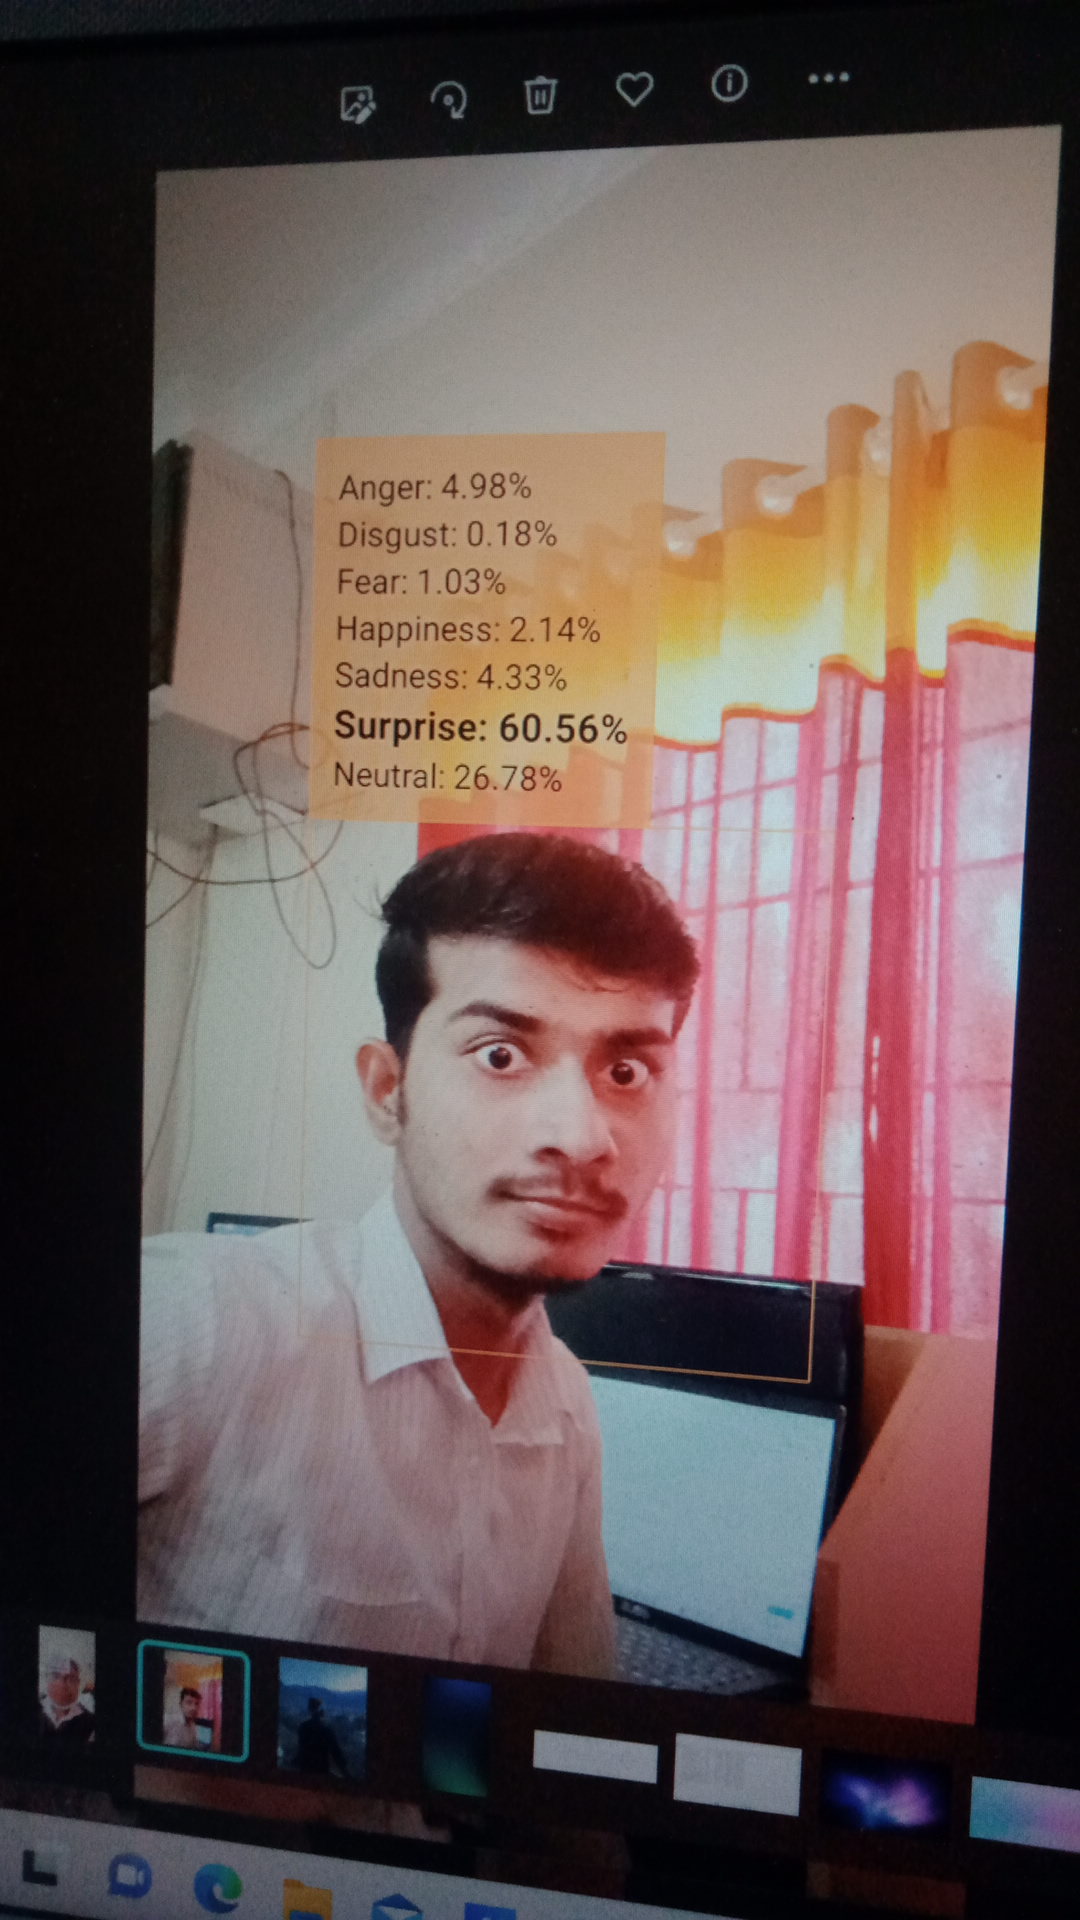 Anger: 4.98%
Disgust: 0.18%
Fear: 1.03%
Happiness: 2.14%
Sadness: 4.33%
Surprise: 60.56%
Neutral: 26.78%